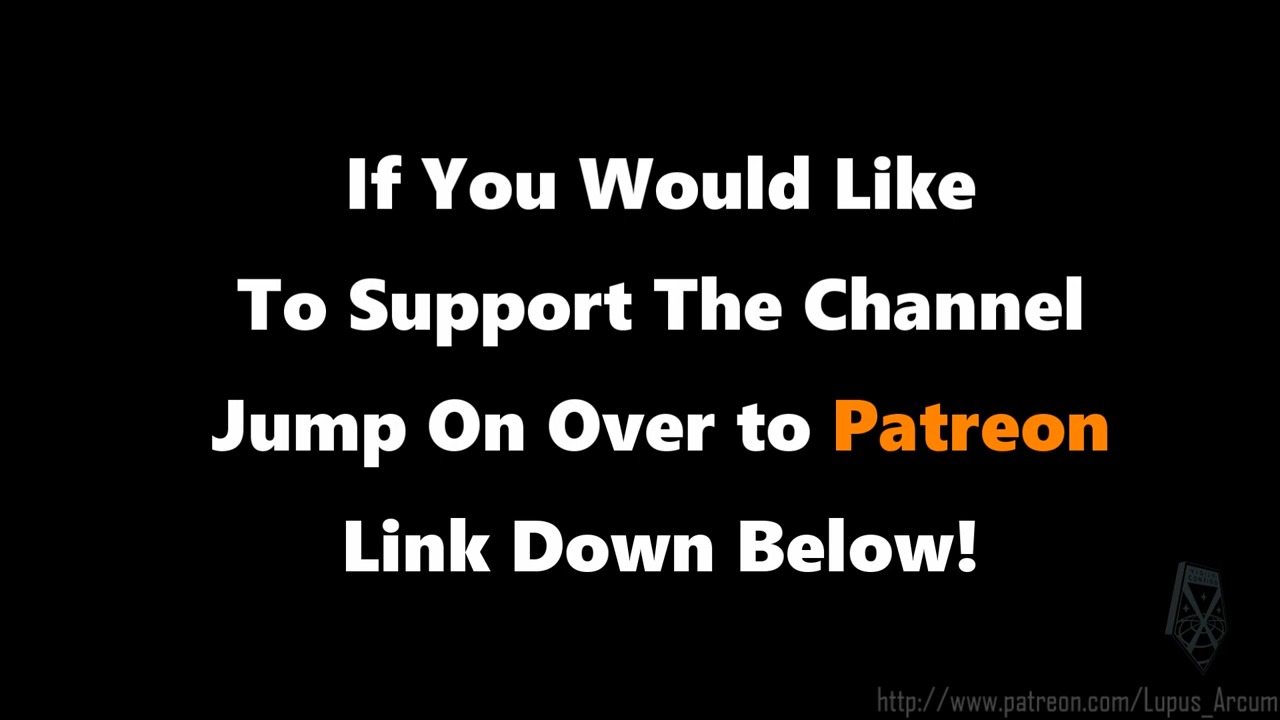 If You Would Like
To Support The Channel
Jump On Over to Patreon
Link Down Below!
http://www.patreon.com/Lupus_Arcum